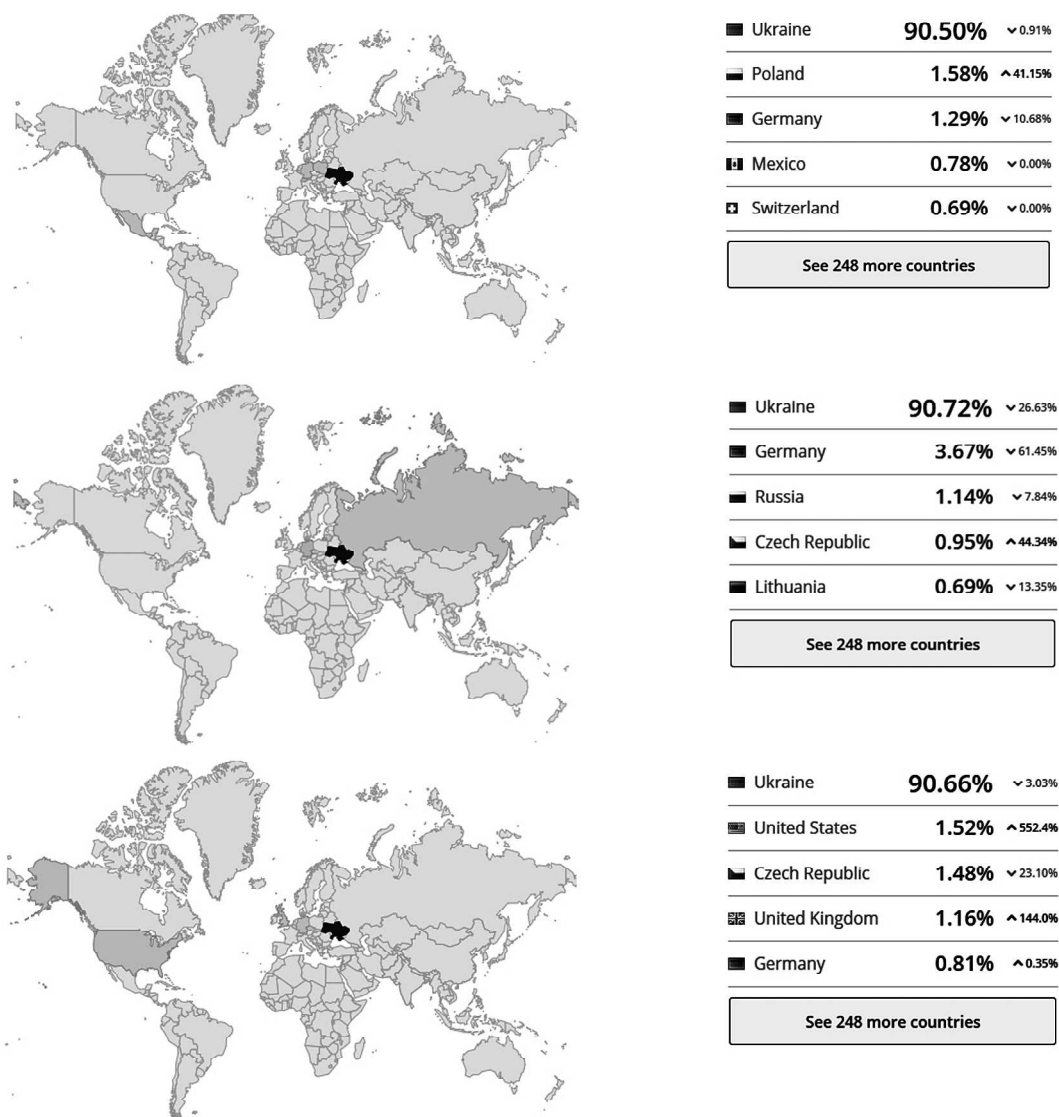 Ukraine 90.50% 0.91%
Poland 1.58% 41.15%
Germany 1.29% 10.68%
Mexico 0.78% 0.00%
Switzerland 0.69% 0.00%
See 248 more countries
Ukraine 90.72% 26.63%
Germany 3.67% 61.45%
Russia 1.14% 7.84%
Czech Republic 0.95% 44.34%
Lithuania 0.69% 13.35%
See 248 more countries
Ukraine 90.66% 3.03%
United States 1.52% 552.4%
Czech Republic 1.48% 23.10%
United Kingdom 1.16% 144.0%
Germany 0.81% 0.35%
See 248 more countries